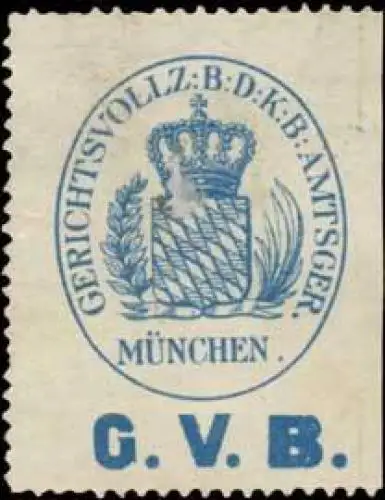 GERICHTSVOLLZ:B:D:K:B:AMTSGER.
MÜNCHEN.
G. V. B.